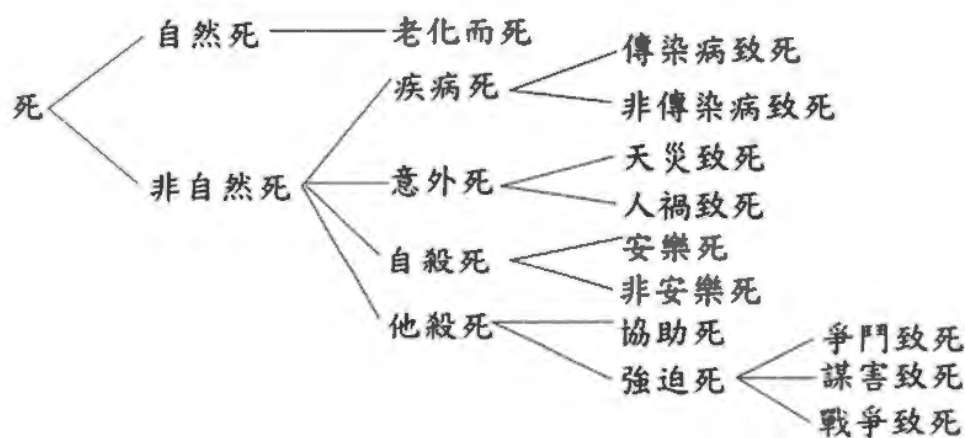 死
自然死
老化而死
非自然死
疾病死
傳染病致死
非傳染病致死
意外死
天災致死
人禍致死
自殺死
安樂死
非安樂死
他殺死
協助死
強迫死
爭鬥致死
謀害致死
戰爭致死